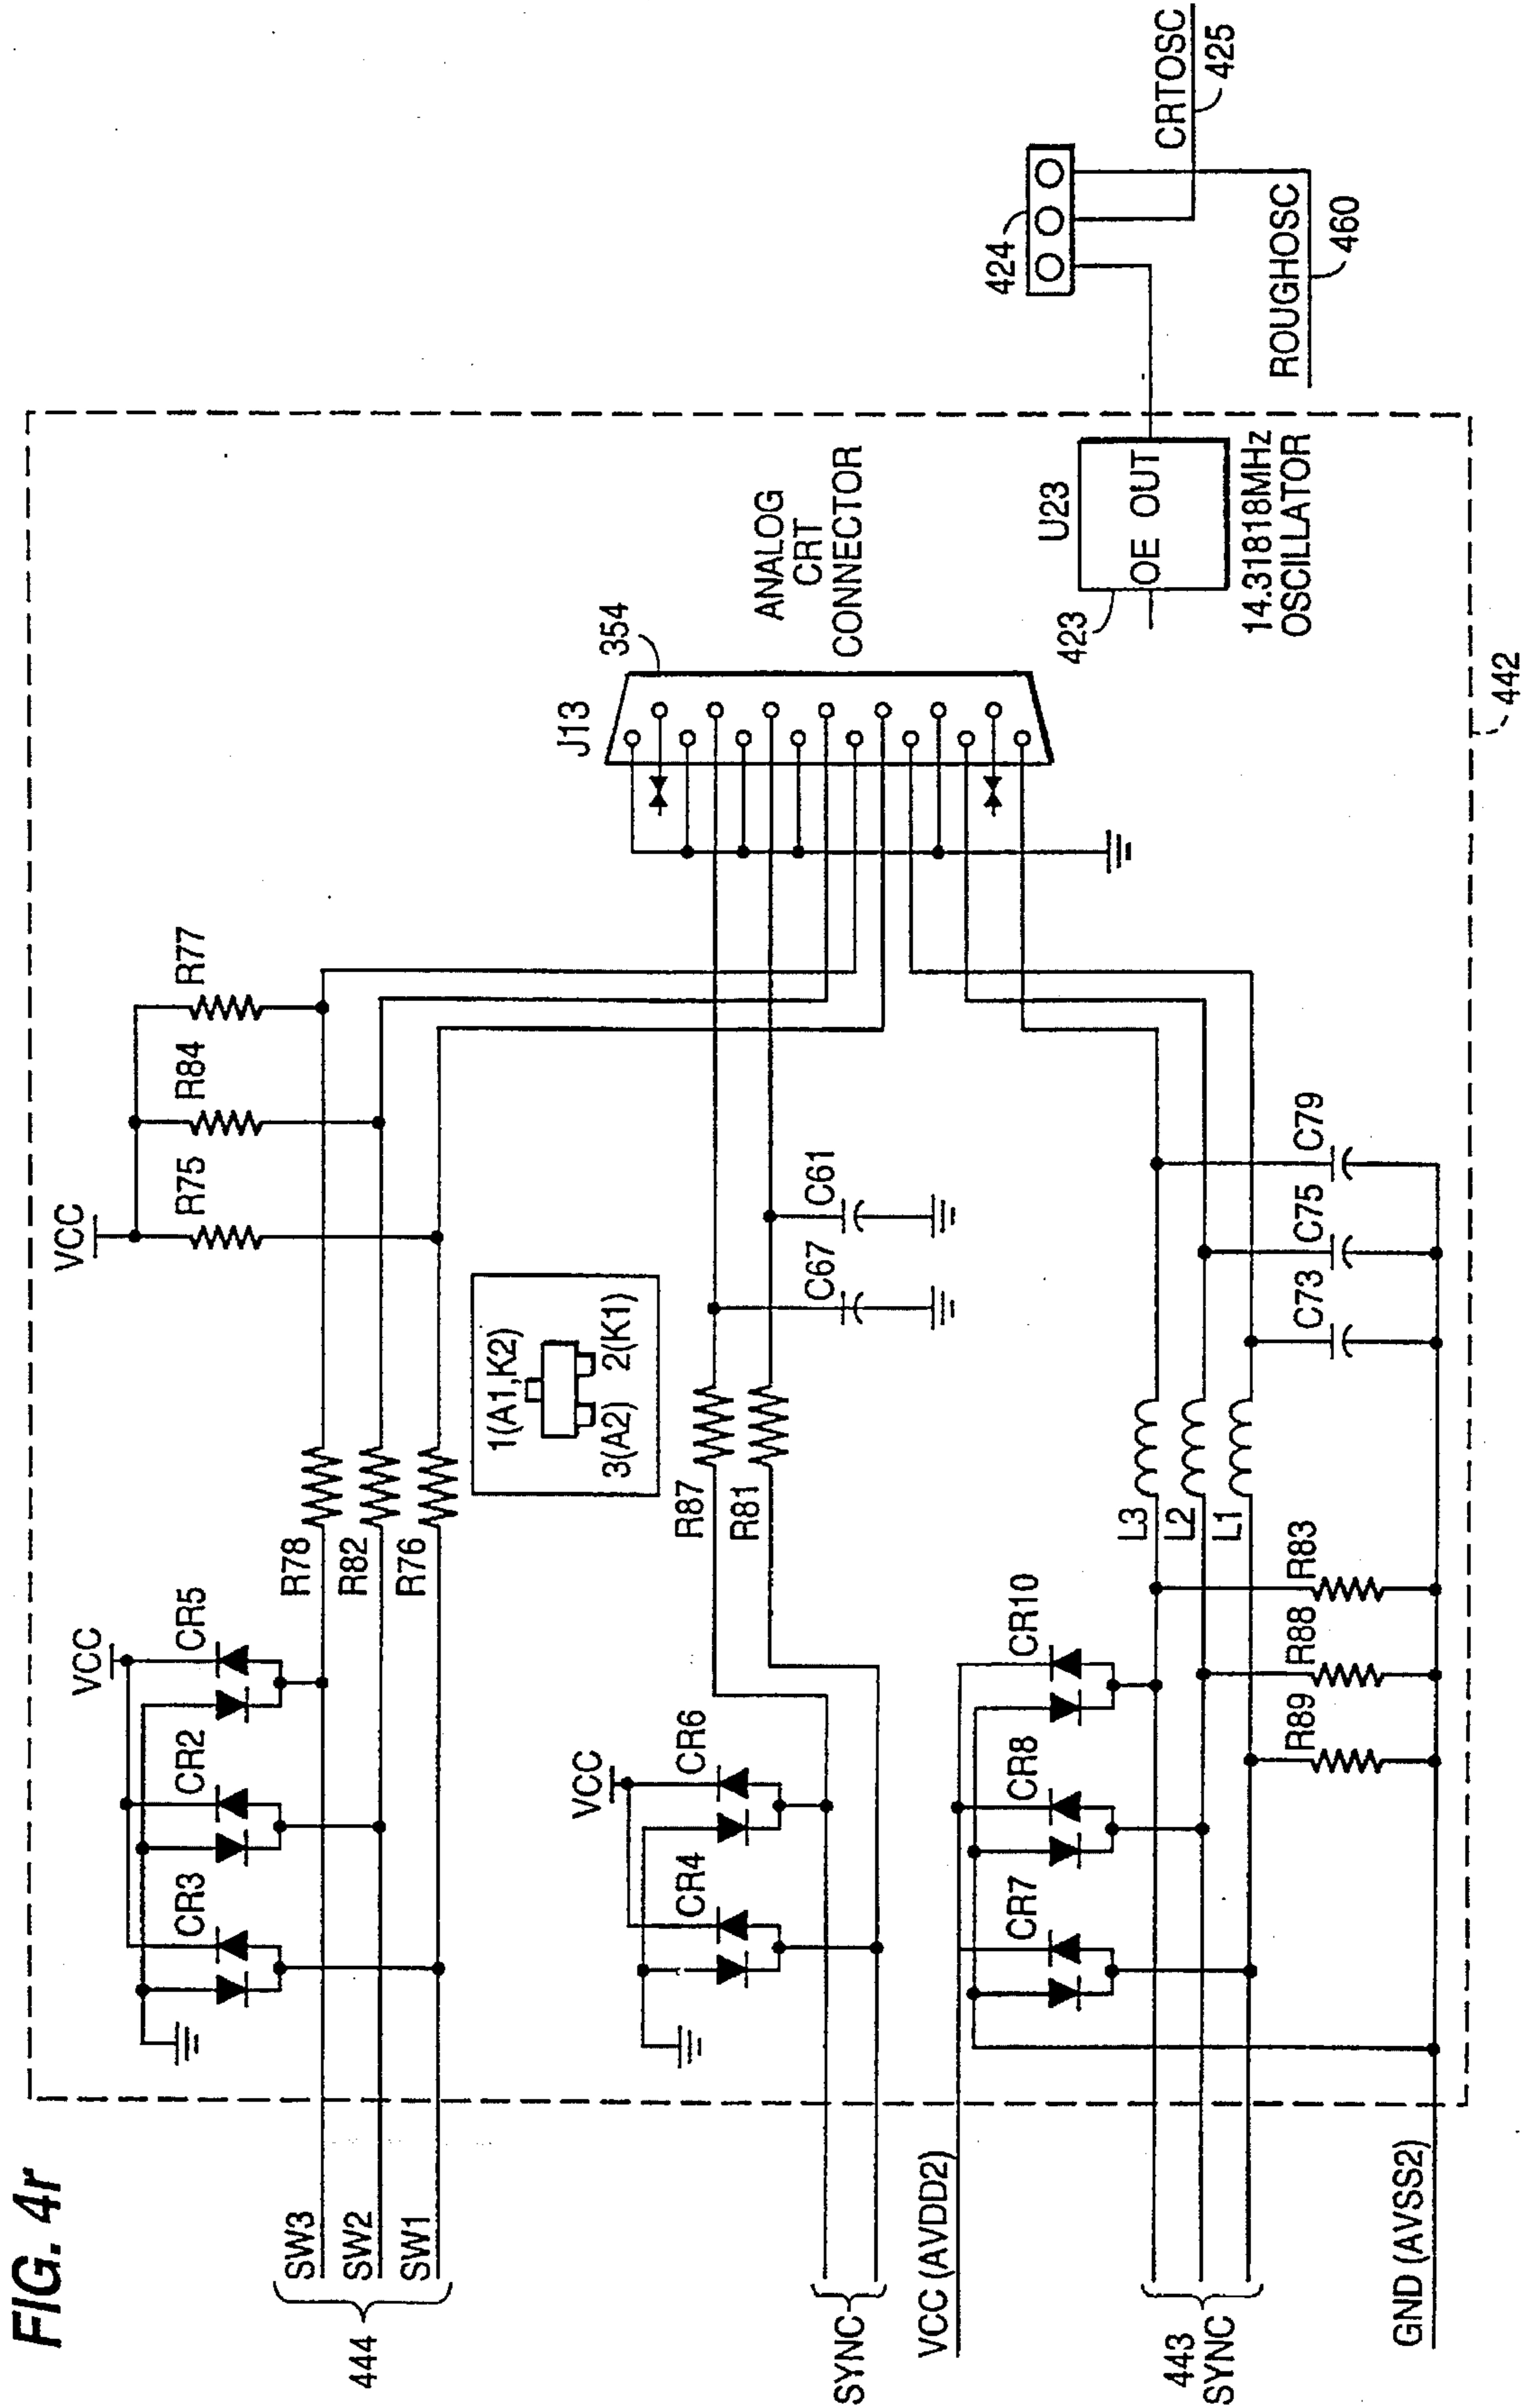 FIG. 4r
444
SW3
SW2
SW1
SYNC
VCC (AVDD2)
443
SYNC
GND (AVSS2)
VCC
CR3
CR2
CR5
R78
R82
R76
VCC
R75
R84
R77
1(A1,K2)
3(A2) 2(K1)
VCC
CR4
CR6
R87
R81
C67
C61
CR7
CR8
CR10
L3
L2
L1
R89
R88
R83
C73
C75
C79
J13
354
ANALOG
CRT
CONNECTOR
423
U23
OE OUT
14.31818MHz
OSCILLATOR
442
424
CRTOSC
425
ROUGHOSC
460